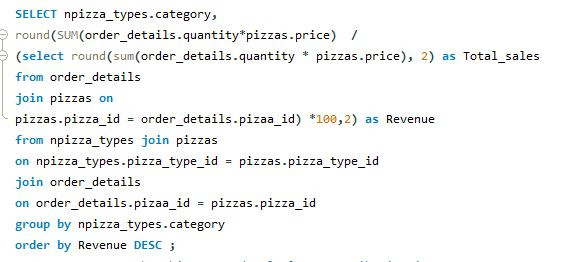 SELECT npizza_types.category,
round(SUM(order_details.quantity*pizzas.price)  /
(select round(sum(order_details.quantity * pizzas.price), 2) as Total_sales
from order_details
join pizzas on
pizzas.pizza_id = order_details.pizaa_id) *100,2) as Revenue
from npizza_types join pizzas
on npizza_types.pizza_type_id = pizzas.pizza_type_id
join order_details
on order_details.pizaa_id = pizzas.pizza_id
group by npizza_types.category
order by Revenue DESC ;